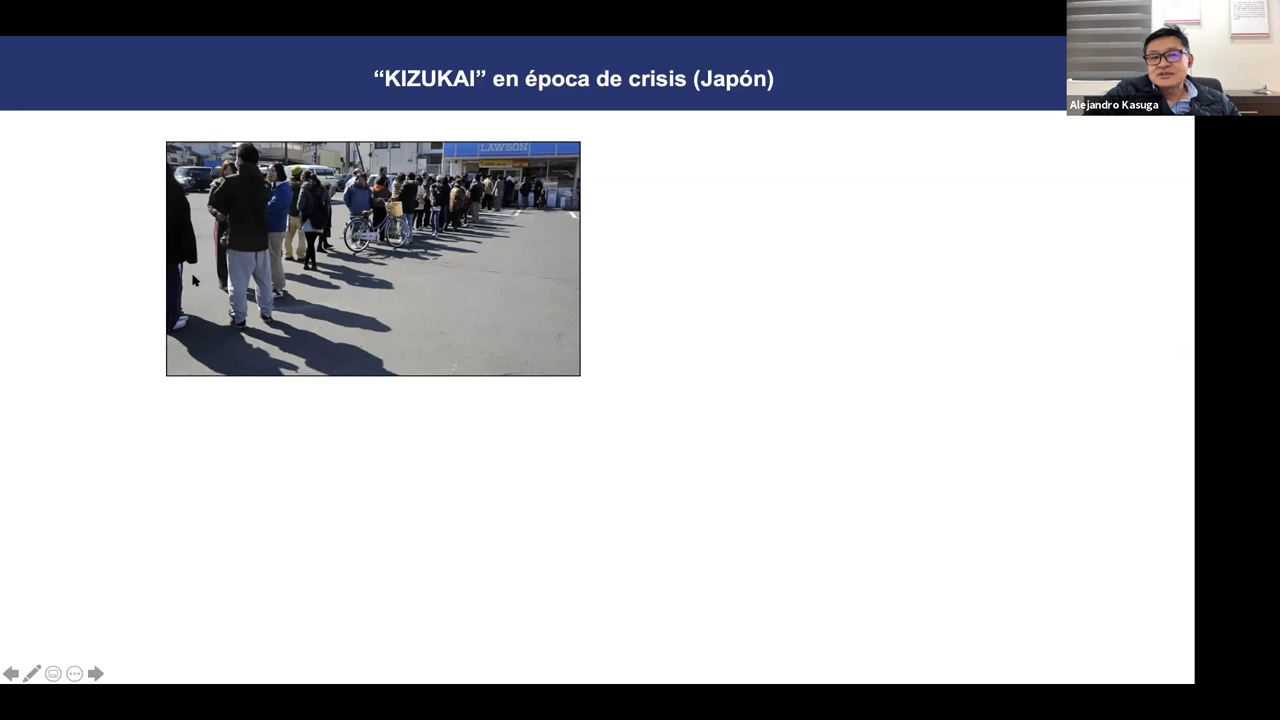 “KIZUKAI” en época de crisis (Japón)
Alejandro Kasuga
LAWSON